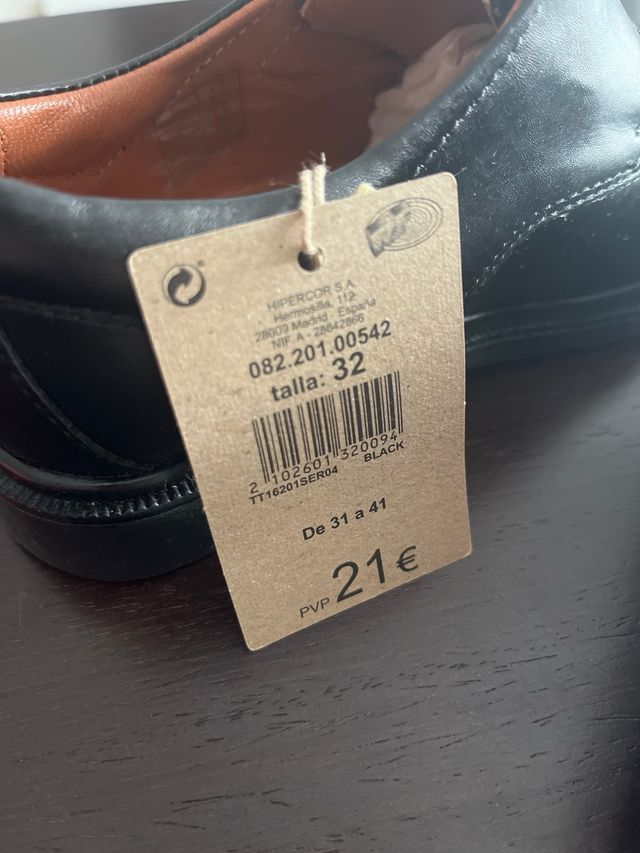 HIPERCOR S.A.
Hermosilla, 112
28009 Madrid España
NIF. A - 28642866
082.201.00542
talla: 32
2 102601 320094
TT16201SER04 BLACK
De 31 a 41
PVP 21€